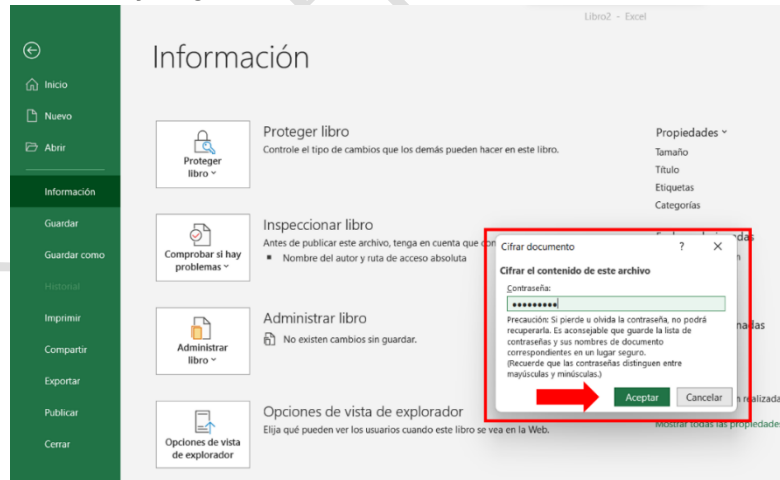 Libro2 - Excel
Información
Inicio
Nuevo
Abrir
Información
Guardar
Guardar como
Historial
Imprimir
Compartir
Exportar
Publicar
Cerrar
Proteger
libro
Proteger libro
Controle el tipo de cambios que los demás pueden hacer en este libro.
Comprobar si hay
problemas
Inspeccionar libro
Antes de publicar este archivo, tenga en cuenta que
Nombre del autor y ruta de acceso absoluta
Administrar
libro
Administrar libro
No existen cambios sin guardar.
Opciones de vista
de explorador
Opciones de vista de explorador
Elija qué pueden ver los usuarios cuando este libro se vea en la Web.
Propiedades
Tamaño
Título
Etiquetas
Categorías
Cifrar documento ? X
Cifrar el contenido de este archivo
Contraseña:
Precaución: Si pierde u olvida la contraseña, no podrá
recuperarla. Es aconsejable que guarde la lista de
contraseñas y sus nombres de documento
correspondientes en un lugar seguro.
(Recuerde que las contraseñas distinguen entre
mayúsculas y minúsculas.)
Aceptar Cancelar
Mostrar todas las propiedades